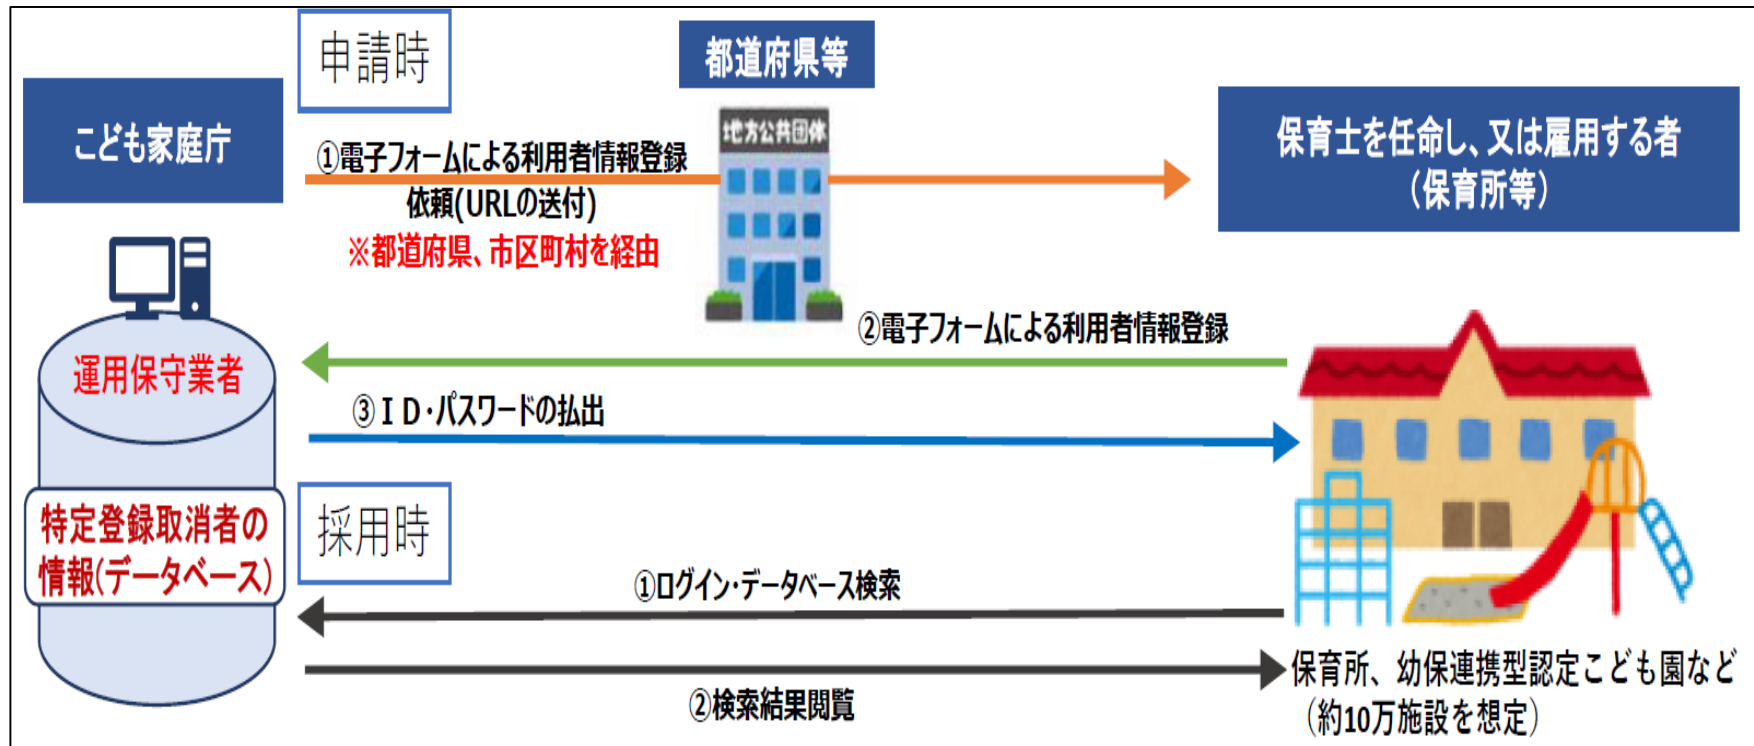 申請時
都道府県等
こども家庭庁
地方公共団体
保育士を任命し、又は雇用する者
（保育所等）
①電子フォームによる利用者情報登録
依頼(URLの送付)
※都道府県、市区町村を経由
②電子フォームによる利用者情報登録
運用保守業者
③ＩＤ・パスワードの払出
特定登録取消者の
情報(データベース)
採用時
①ログイン・データベース検索
②検索結果閲覧
保育所、幼保連携型認定こども園など
（約10万施設を想定）